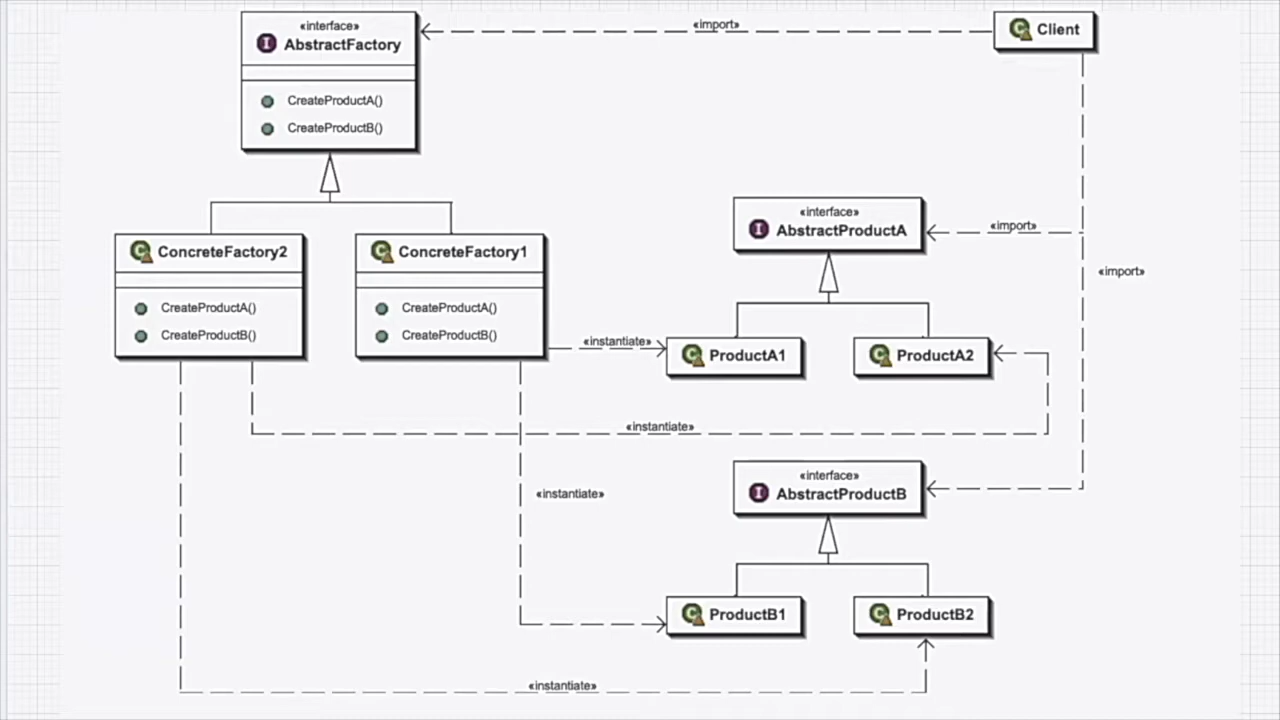 «interface»
AbstractFactory
CreateProductA()
CreateProductB()
«import»
Client
«interface»
AbstractProductA
«import»
«import»
ConcreteFactory2
CreateProductA()
CreateProductB()
ConcreteFactory1
CreateProductA()
CreateProductB()
«instantiate»
ProductA1
ProductA2
«instantiate»
«interface»
AbstractProductB
«instantiate»
ProductB1
ProductB2
«instantiate»